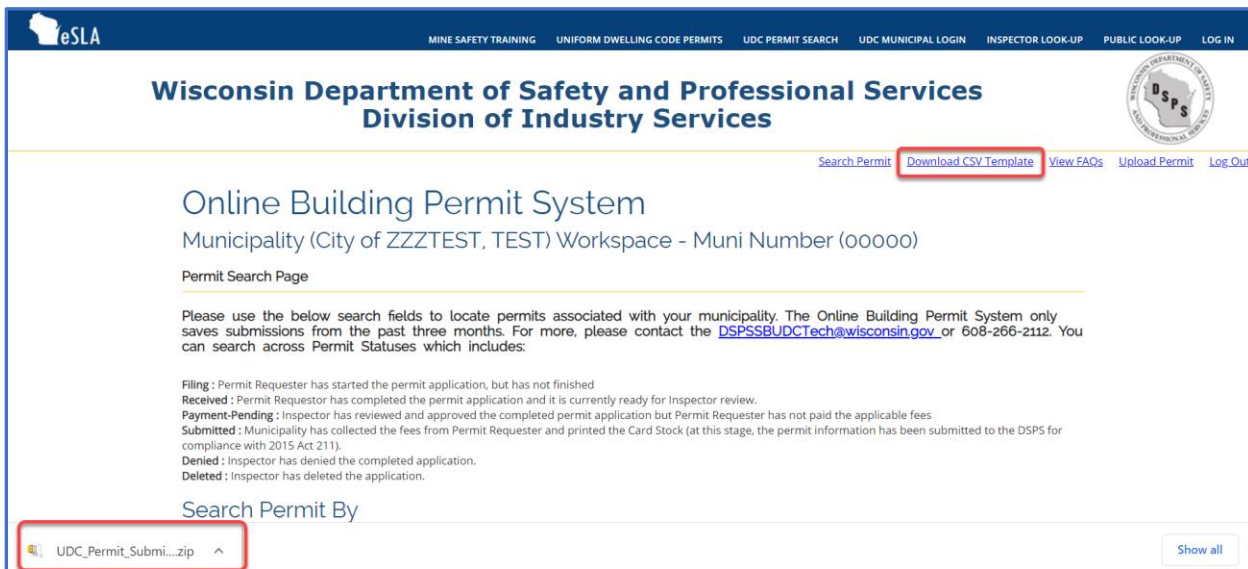 eSLA
MINE SAFETY TRAINING UNIFORM DWELLING CODE PERMITS UDC PERMIT SEARCH UDC MUNICIPAL LOGIN INSPECTOR LOOK-UP PUBLIC LOOK-UP LOG IN
Wisconsin Department of Safety and Professional Services
Division of Industry Services
WISCONSIN DEPARTMENT OF SAFETY AND PROFESSIONAL SERVICES
DSPS
Search Permit Download CSV Template View FAQs Upload Permit Log Out
Online Building Permit System
Municipality (City of ZZZTEST, TEST) Workspace - Muni Number (00000)
Permit Search Page
Please use the below search fields to locate permits associated with your municipality. The Online Building Permit System only
saves submissions from the past three months. For more, please contact the DSPSSBUDCTech@wisconsin.gov or 608-266-2112. You
can search across Permit Statuses which includes:
Filing : Permit Requester has started the permit application, but has not finished
Received : Permit Requestor has completed the permit application and it is currently ready for Inspector review.
Payment-Pending : Inspector has reviewed and approved the completed permit application but Permit Requester has not paid the applicable fees
Submitted : Municipality has collected the fees from Permit Requester and printed the Card Stock (at this stage, the permit information has been submitted to the DSPS for
compliance with 2015 Act 211).
Denied : Inspector has denied the completed application.
Deleted : Inspector has deleted the application.
Search Permit By
UDC_Permit_Submi....zip
Show all